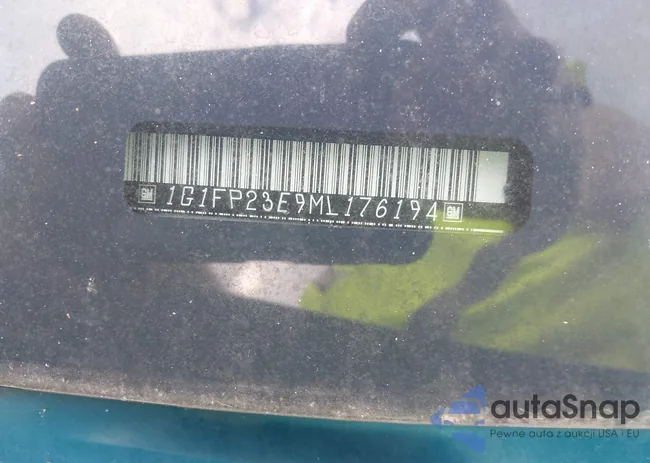 GM 1G1FP23E9ML176194 GM
autaSnap
Pewne auta z aukcji USA i EU